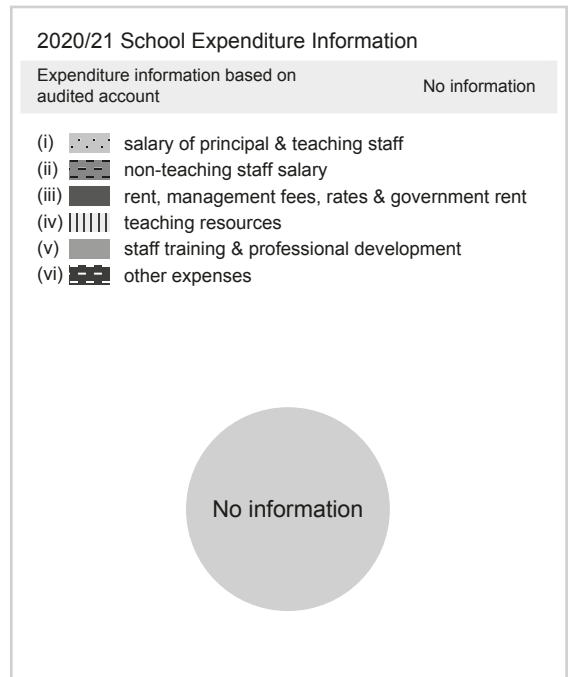 2020/21 School Expenditure Information
Expenditure information based on
audited account
No information
(i) salary of principal & teaching staff
(ii) non-teaching staff salary
(iii) rent, management fees, rates & government rent
(iv) teaching resources
(v) staff training & professional development
(vi) other expenses
No information